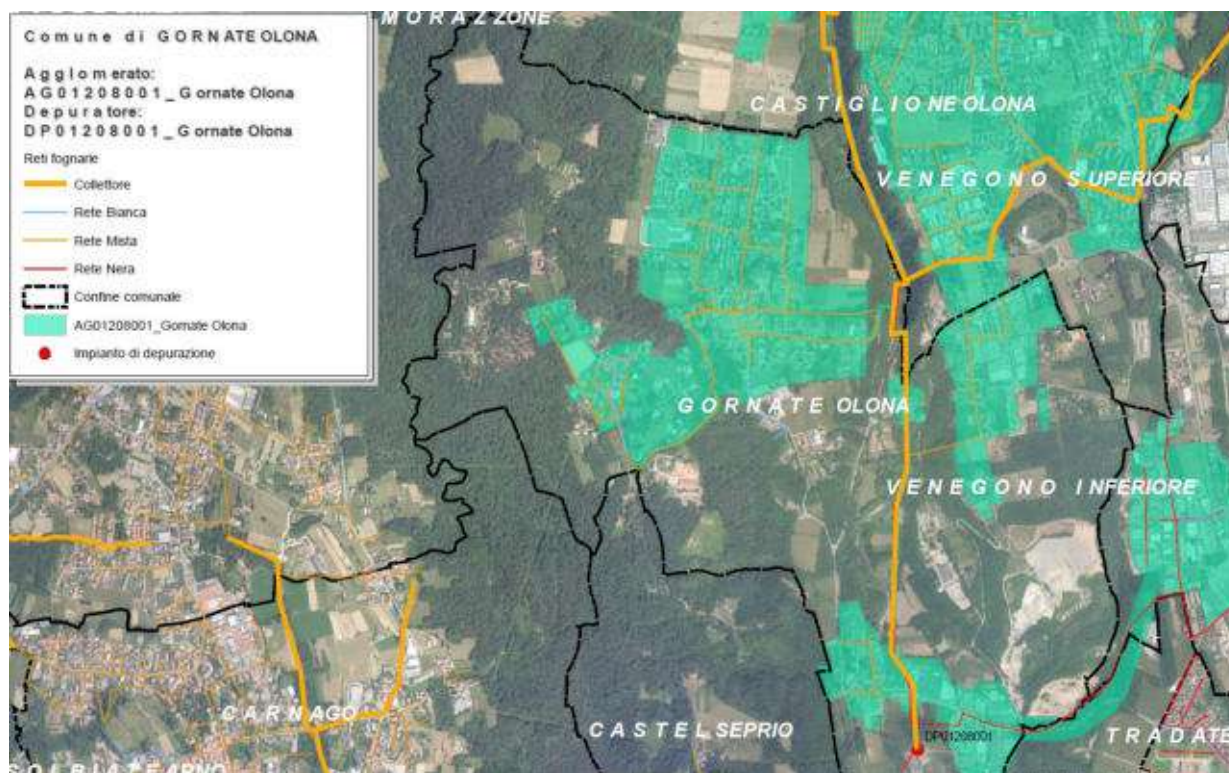 MORAZZONE
Comune di GORNATE OLONA
Agglomerato:
AG01208001_Gornate Olona
Depuratore:
DP01208001_Gornate Olona
Reti fognarie
Collettore
Rete Bianca
Rete Mista
Rete Nera
Confine comunale
AG01208001_Gornate Olona
Impianto di depurazione
CASTIGLIONE OLONA
VENEGONO SUPERIORE
GORNATE OLONA
VENEGONO INFERIORE
CARNAGO
CASTELSEPRIO
DP01208001
TRADATE